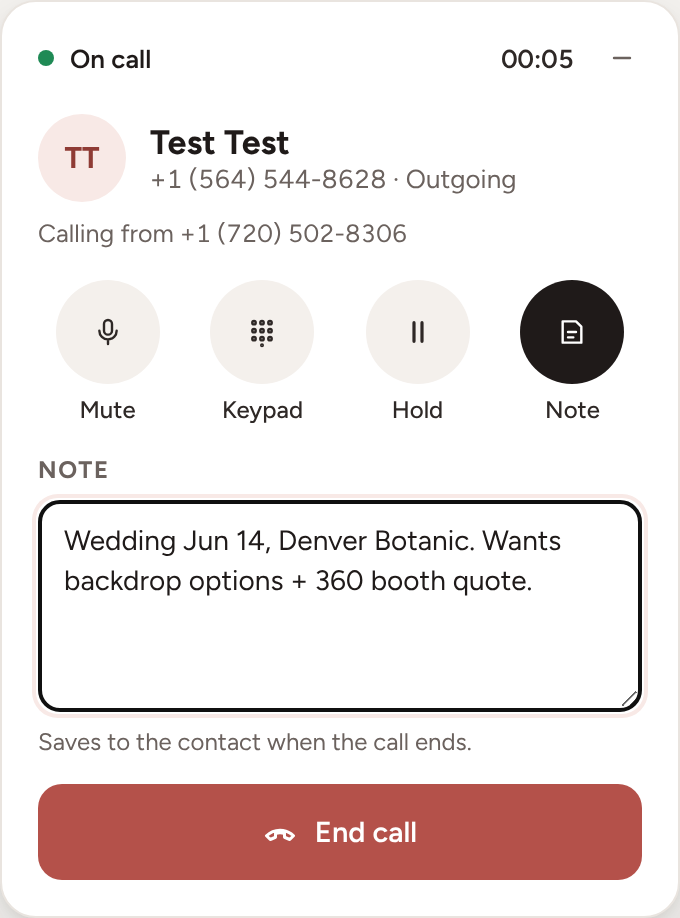 On call 00:05
TT
Test Test
+1 (564) 544-8628 · Outgoing
Calling from +1 (720) 502-8306
Mute Keypad Hold Note
NOTE
Wedding Jun 14, Denver Botanic. Wants
backdrop options + 360 booth quote.
Saves to the contact when the call ends.
End call